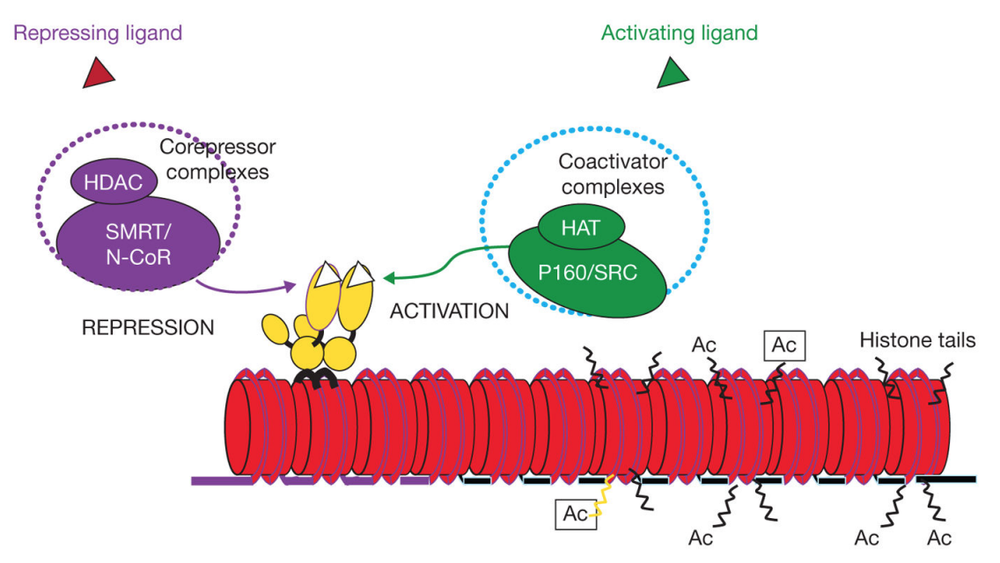 Repressing ligand
Activating ligand
Corepressor
complexes
HDAC
SMRT/
N-CoR
Coactivator
complexes
HAT
P160/SRC
REPRESSION
ACTIVATION
Ac
Ac
Histone tails
Ac
Ac
Ac
Ac